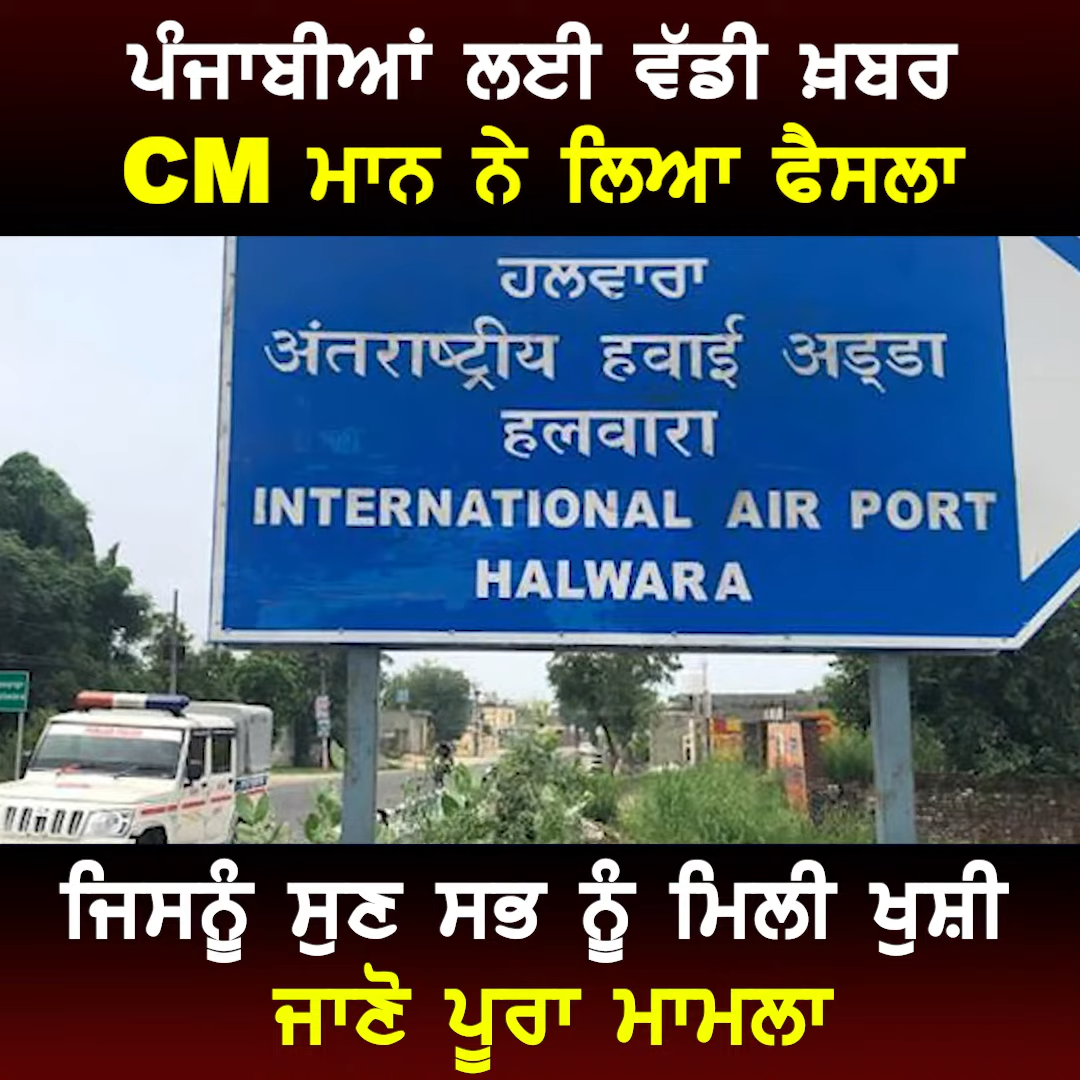 ਪੰਜਾਬੀਆਂ ਲਈ ਵੱਡੀ ਖ਼ਬਰ
CM ਮਾਨ ਨੇ ਲਿਆ ਫੈਸਲਾ
ਹਲਵਾਰਾ
अंतराष्ट्रीय हवाई अड्डा
हलवारा
INTERNATIONAL AIR PORT
HALWARA
ਜਿਸਨੂੰ ਸੁਣ ਸਭ ਨੂੰ ਮਿਲੀ ਖੁਸ਼ੀ
ਜਾਣੋ ਪੂਰਾ ਮਾਮਲਾ